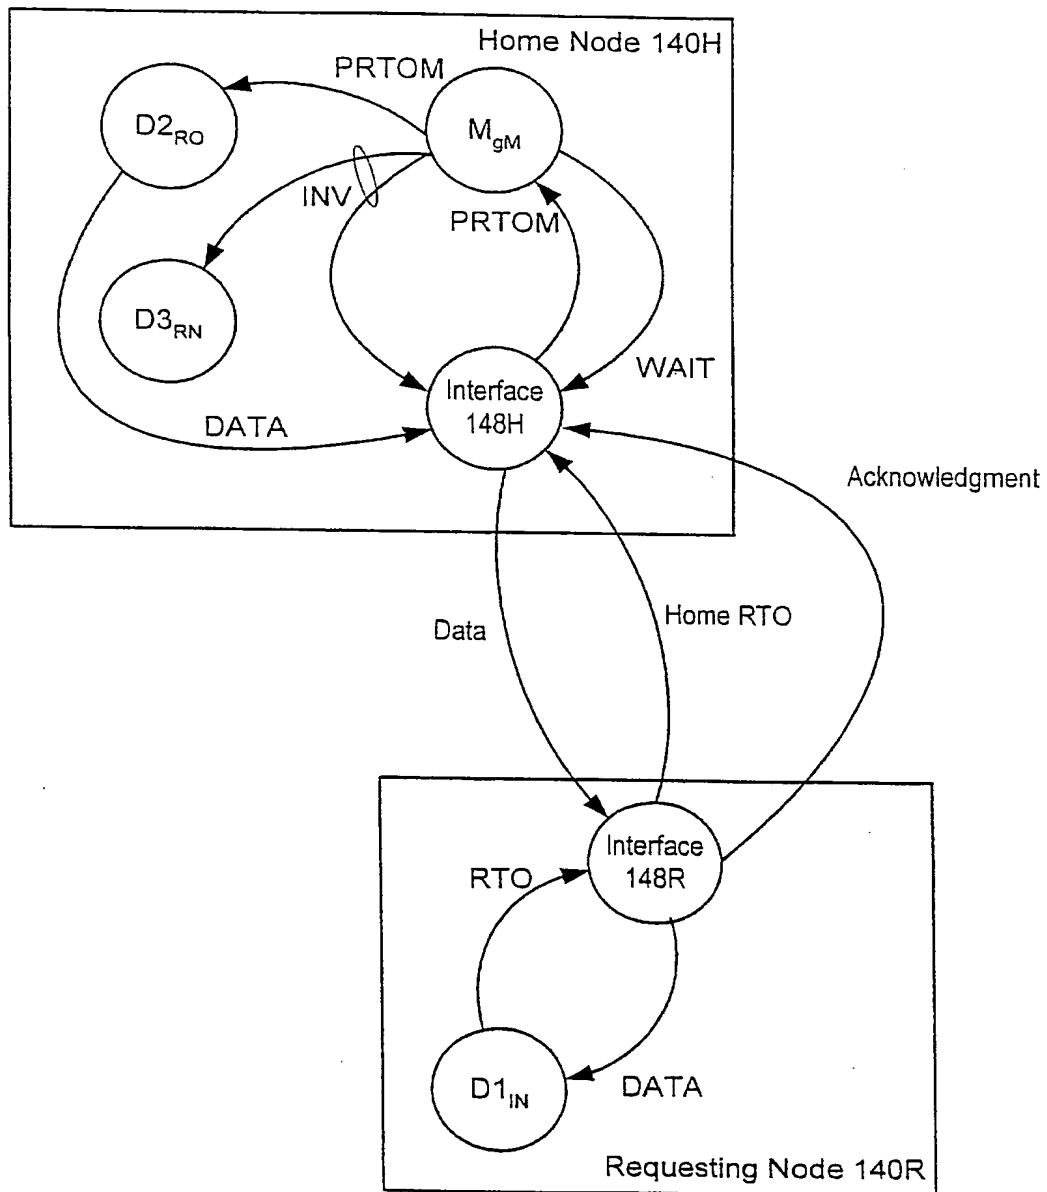 Home Node 140H
PRTOM
D2RO
MgM
INV
PRTOM
D3RN
WAIT
Interface
148H
DATA
Acknowledgment
Data
Home RTO
Interface
148R
RTO
D1IN
DATA
Requesting Node 140R